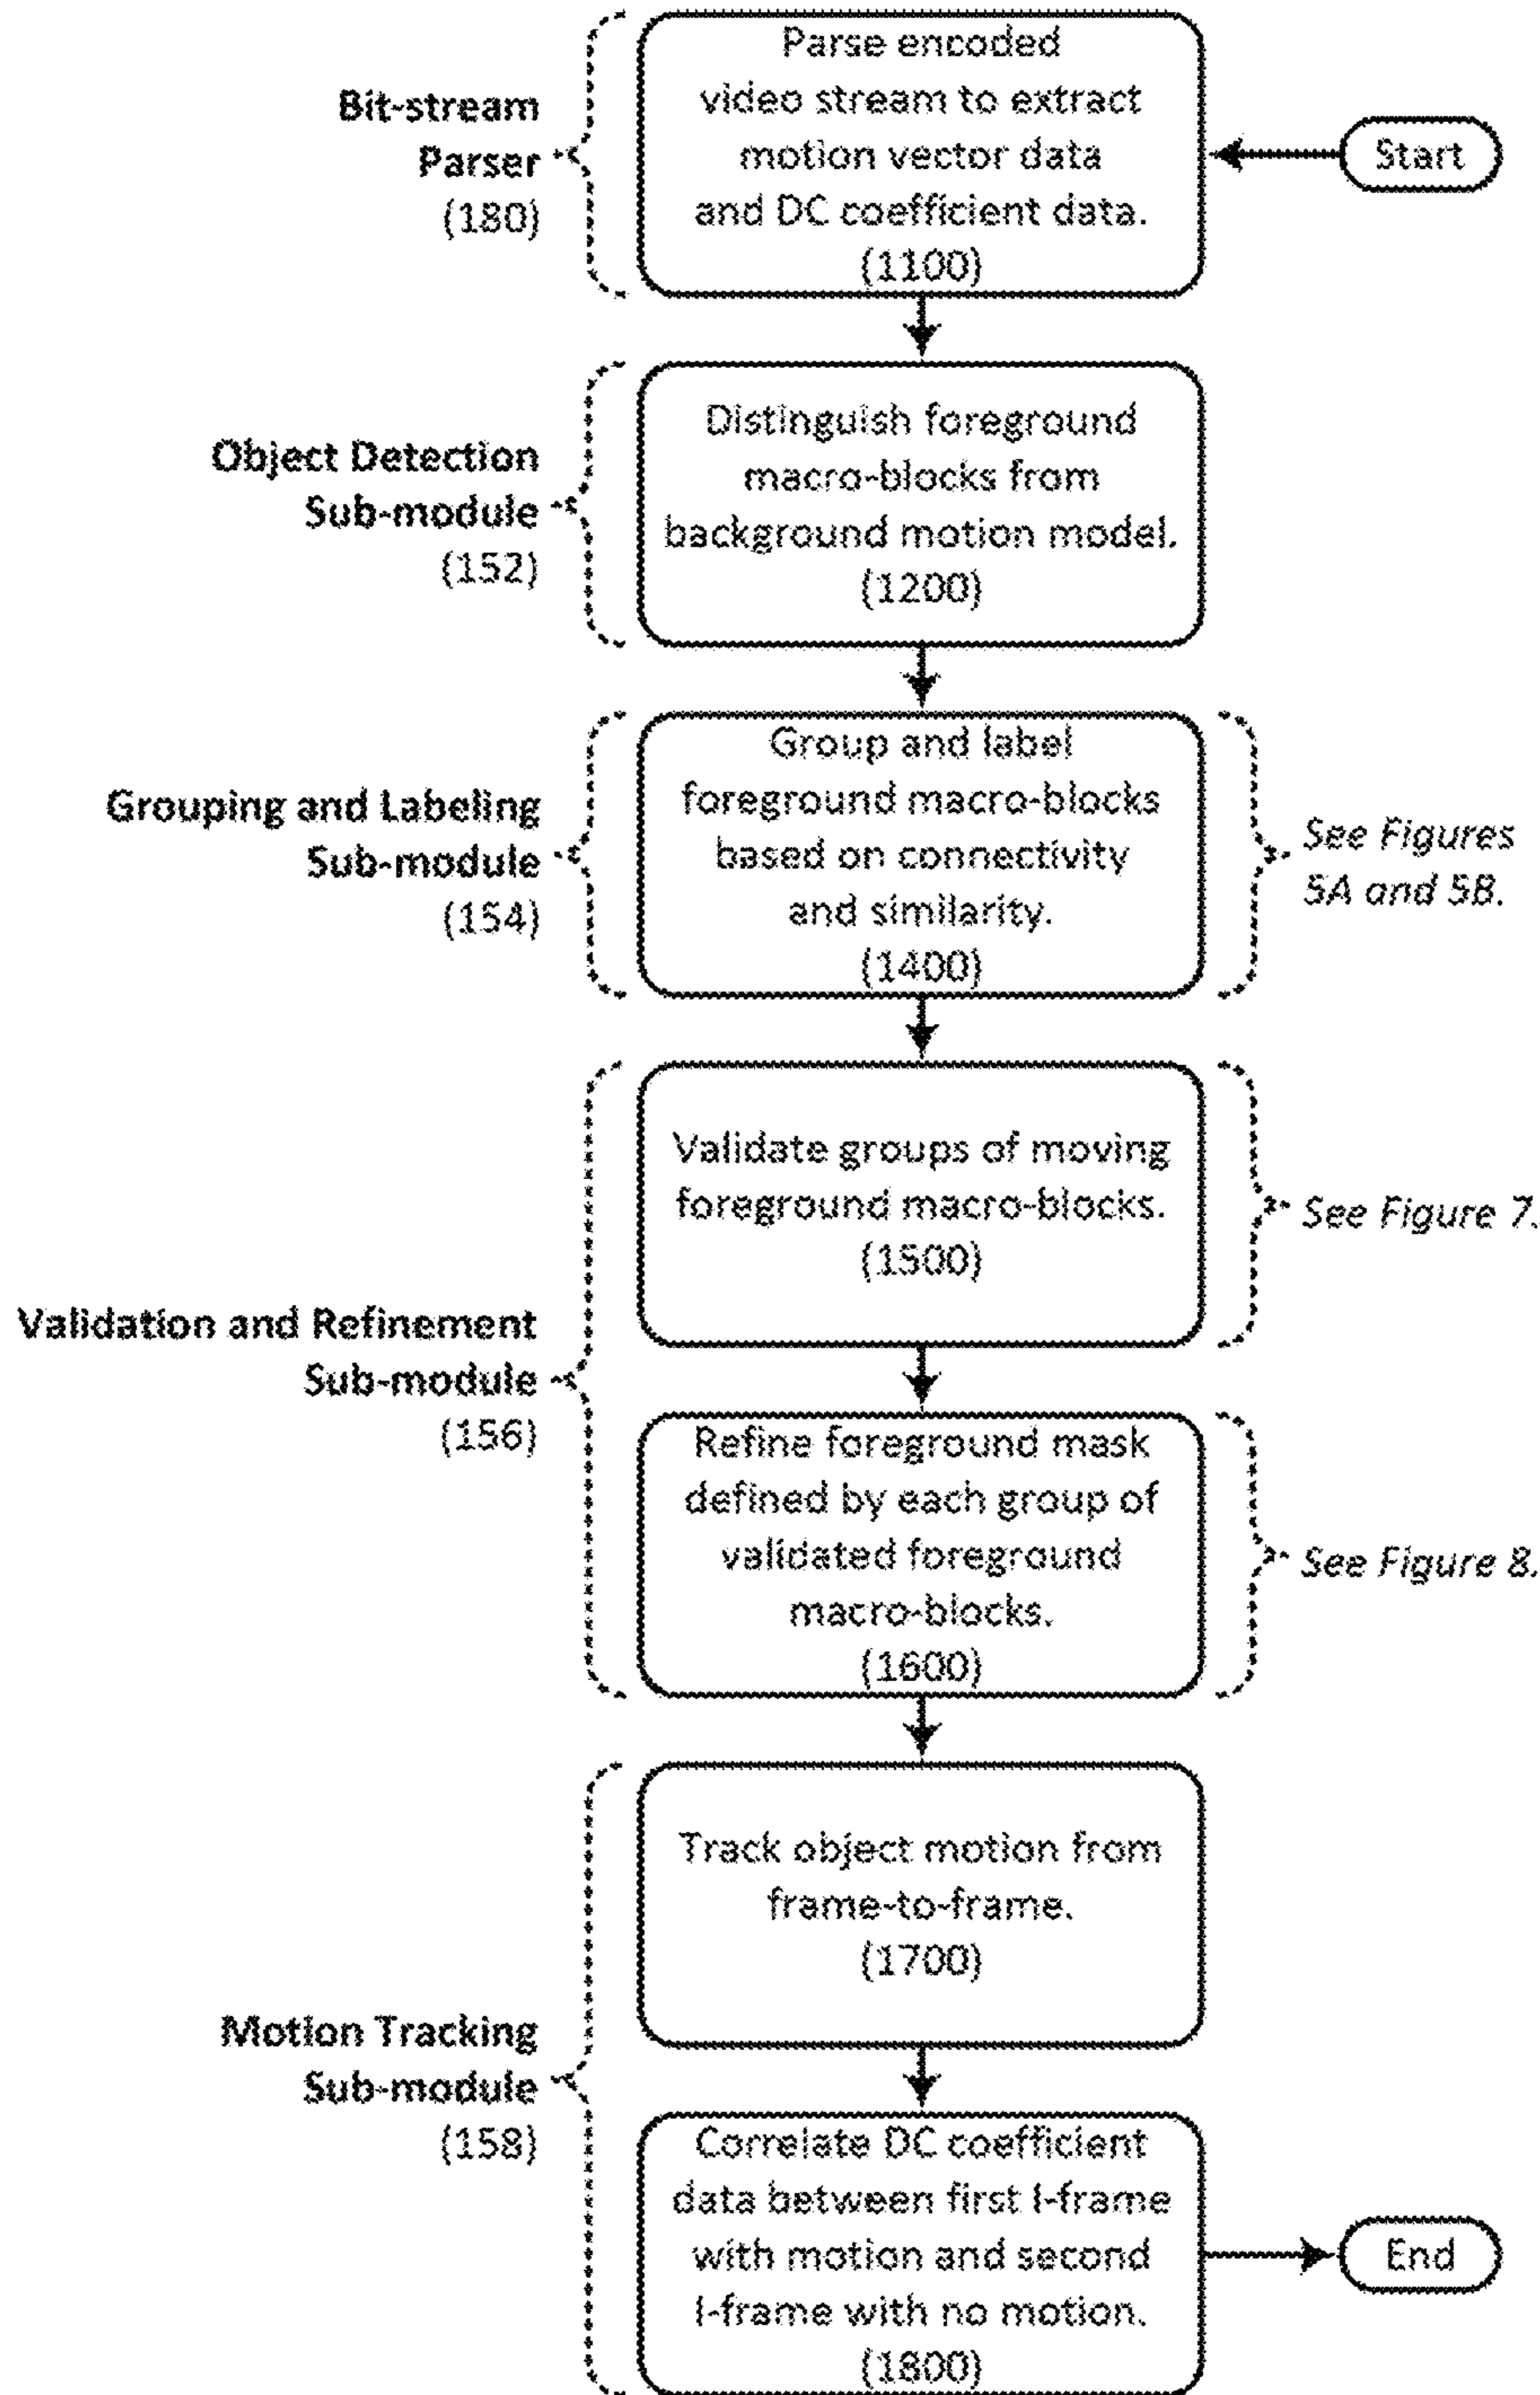 Parse encoded
video stream to extract
motion vector data
and DC coefficient data.
(1100)
Bit-stream
Parser
(180)
Start
Distinguish foreground
macro-blocks from
background motion model.
(1200)
Object Detection
Sub-module
(152)
Group and label
foreground macro-blocks
based on connectivity
and similarity.
(1400)
Grouping and Labeling
Sub-module
(154)
See Figures
5A and 5B.
Validate groups of moving
foreground macro-blocks.
(1500)
See Figure 7.
Validation and Refinement
Sub-module
(156)
Refine foreground mask
defined by each group of
validated foreground
macro-blocks.
(1600)
See Figure 8.
Track object motion from
frame-to-frame.
(1700)
Motion Tracking
Sub-module
(158)
Correlate DC coefficient
data between first I-frame
with motion and second
I-frame with no motion.
(1800)
End